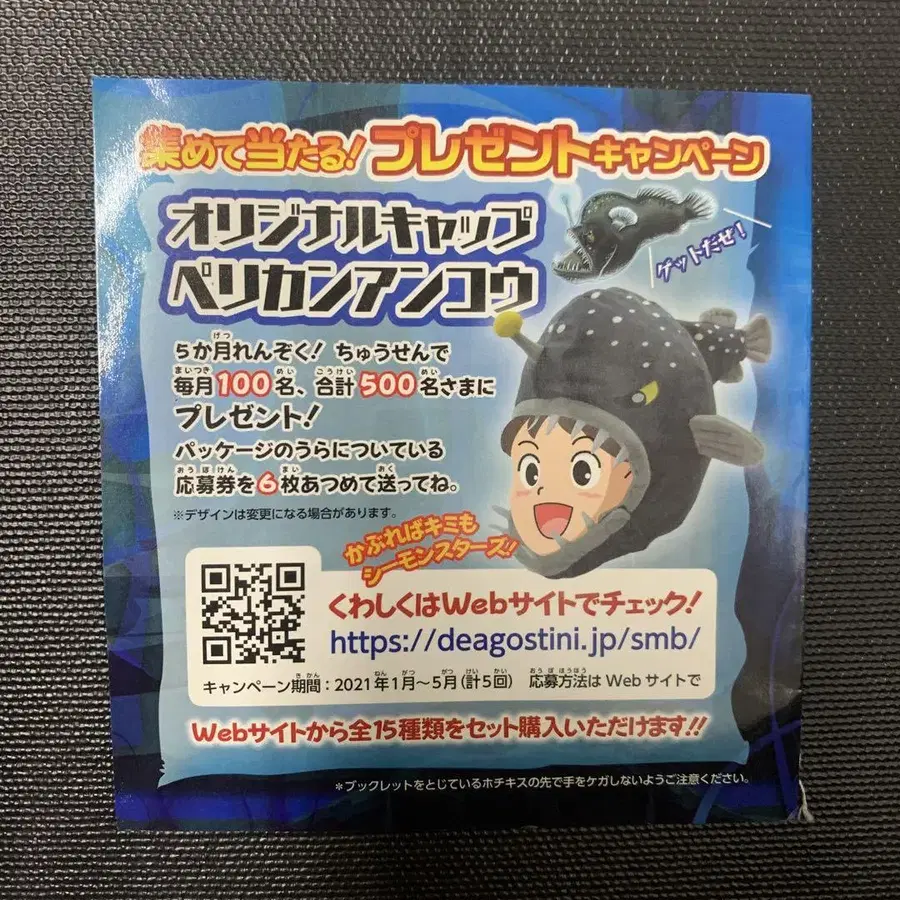 集めて当たる! プレゼントキャンペーン
オリジナルキャップ
ペリカンアンコウ
ゲットだぜ!
5か月れんぞく! ちゅうせんで
毎月100名、合計500名さまに
プレゼント!
パッケージのうらについている
応募券を6枚あつめて送ってね。
※デザインは変更になる場合があります。
かぶればキミも
シーモンスターズ!
くわしくはWebサイトでチェック!
https://deagostini.jp/smb/
キャンペーン期間:2021年1月~5月(計5回) 応募方法は Web サイトで
Webサイトから全15種類をセット購入いただけます!!
*ブックレットをとじているホチキスの先で手をケガしないようご注意ください。